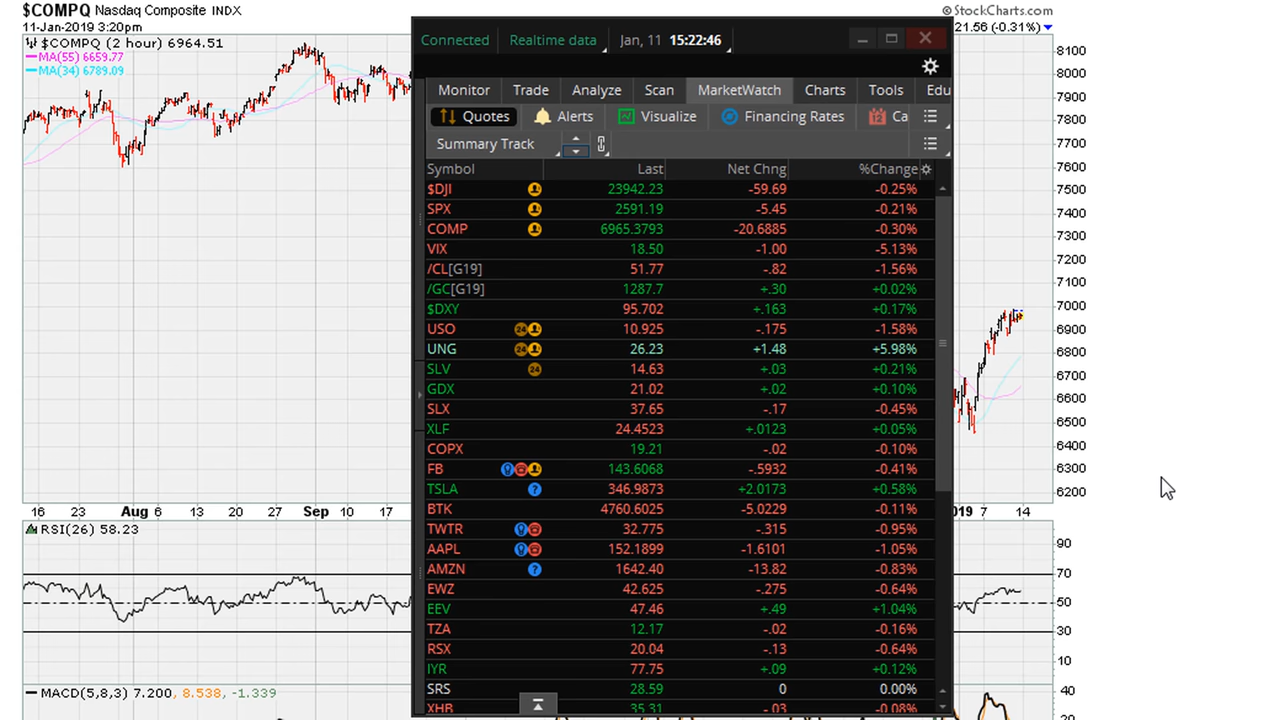 $COMPQ Nasdaq Composite INDX
© StockCharts.com
11-Jan-2019 3:20pm
21.56 (-0.31%)
$COMPQ (2 hour) 6964.51
MA(55) 6659.77
MA(34) 6789.09
Connected Realtime data Jan, 11 15:22:46
Monitor Trade Analyze Scan MarketWatch Charts Tools Edu
Quotes Alerts Visualize Financing Rates Ca
Summary Track
Symbol Last Net Chng %Change
$DJI 23942.23 -59.69 -0.25%
SPX 2591.19 -5.45 -0.21%
COMP 6965.3793 -20.6885 -0.30%
VIX 18.50 -1.00 -5.13%
/CL[G19] 51.77 -.82 -1.56%
/GC[G19] 1287.7 +.30 +0.02%
$DXY 95.702 +.163 +0.17%
USO 24 10.925 -.175 -1.58%
UNG 24 26.23 +1.48 +5.98%
SLV 24 14.63 +.03 +0.21%
GDX 21.02 +.02 +0.10%
SLX 37.65 -.17 -0.45%
XLF 24.4523 +.0123 +0.05%
COPX 19.21 -.02 -0.10%
FB 143.6068 -.5932 -0.41%
TSLA ? 346.9873 +2.0173 +0.58%
BTK 4760.6025 -5.0229 -0.11%
TWTR 32.775 -.315 -0.95%
AAPL 152.1899 -1.6101 -1.05%
AMZN ? 1642.40 -13.82 -0.83%
EWZ 42.625 -.275 -0.64%
EEV 47.46 +.49 +1.04%
TZA 12.17 -.02 -0.16%
RSX 20.04 -.13 -0.64%
IYR 77.75 +.09 +0.12%
SRS 28.59 0 0.00%
XHB 35.31 -.03 -0.08%
8100
8000
7900
7800
7700
7600
7500
7400
7300
7200
7100
7000
6900
6800
6700
6600
6500
6400
6300
6200
16 23 Aug 6 13 20 27 Sep 10 17
2019 7 14
RSI(26) 58.23
90
70
50
30
10
MACD(5,8,3) 7.200, 8.538, -1.339
40
20